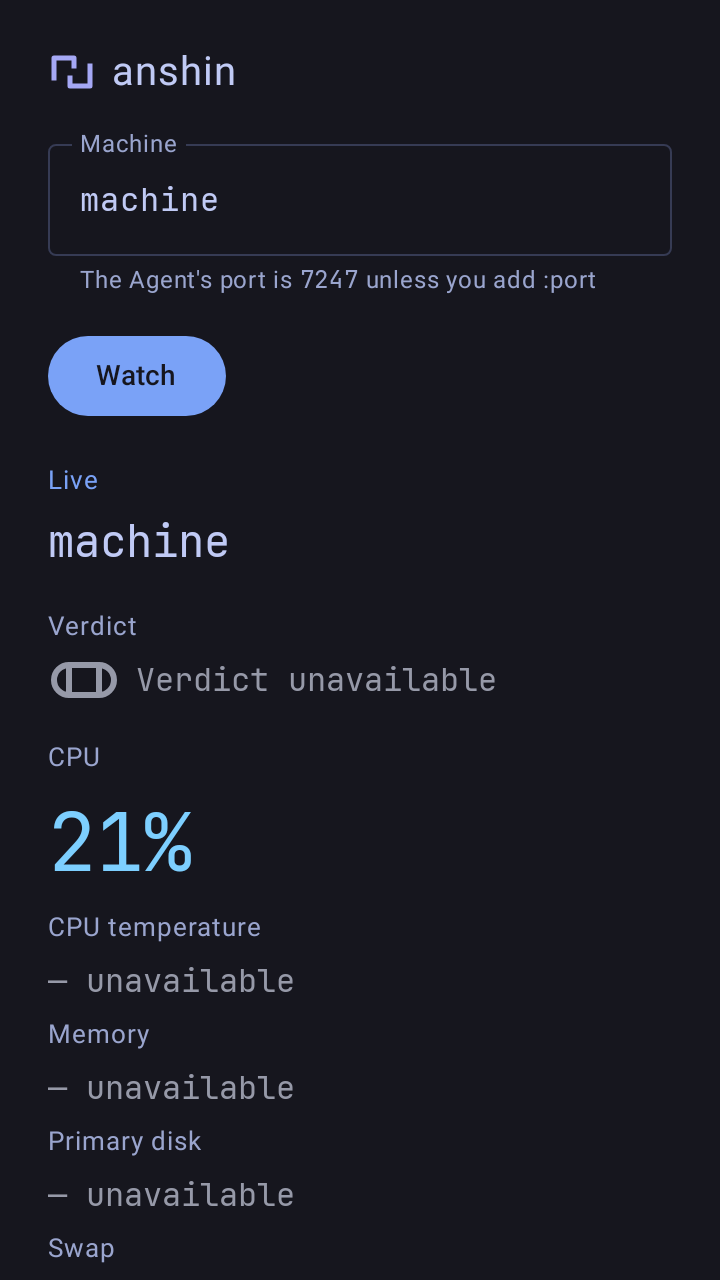 anshin
Machine
machine
The Agent's port is 7247 unless you add :port
Watch
Live
machine
Verdict
Verdict unavailable
CPU
21%
CPU temperature
— unavailable
Memory
— unavailable
Primary disk
— unavailable
Swap